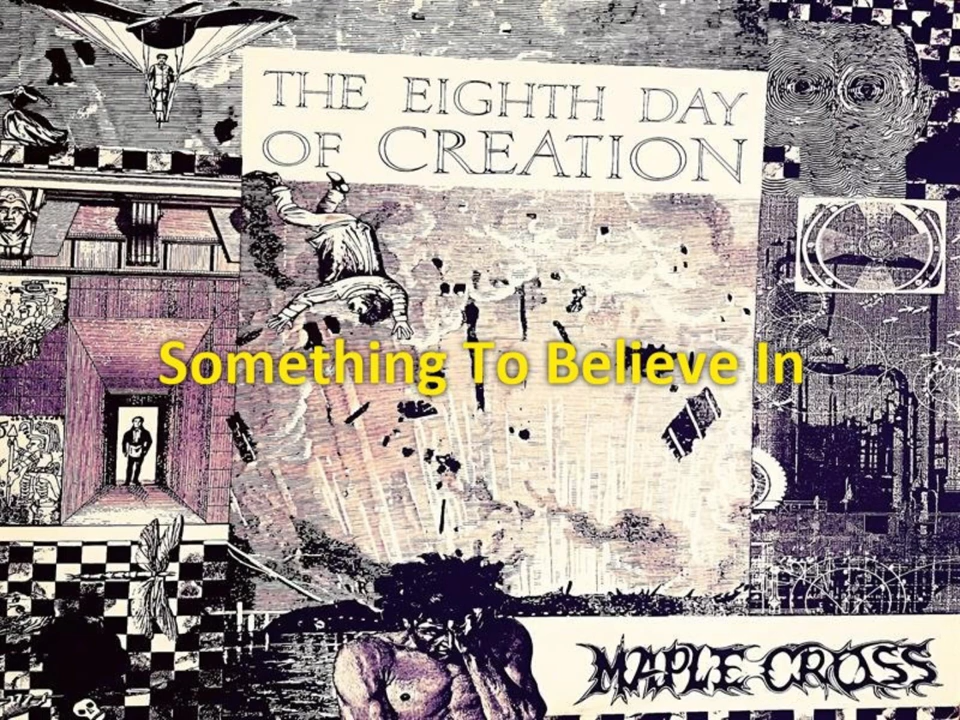 THE EIGHTH DAY
OF CREATION
Something To Believe In
MAPLE CROSS